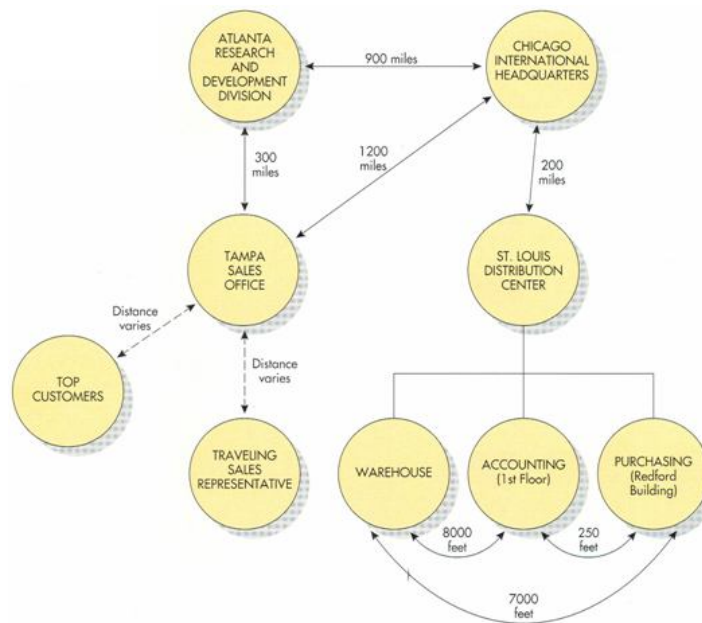 ATLANTA
RESEARCH
AND
DEVELOPMENT
DIVISION
900 miles
CHICAGO
INTERNATIONAL
HEADQUARTERS
300
miles
1200
miles
200
miles
TAMPA
SALES
OFFICE
ST. LOUIS
DISTRIBUTION
CENTER
Distance
varies
Distance
varies
TOP
CUSTOMERS
TRAVELING
SALES
REPRESENTATIVE
WAREHOUSE
ACCOUNTING
(1st Floor)
PURCHASING
(Redford
Building)
8000
feet
250
feet
7000
feet